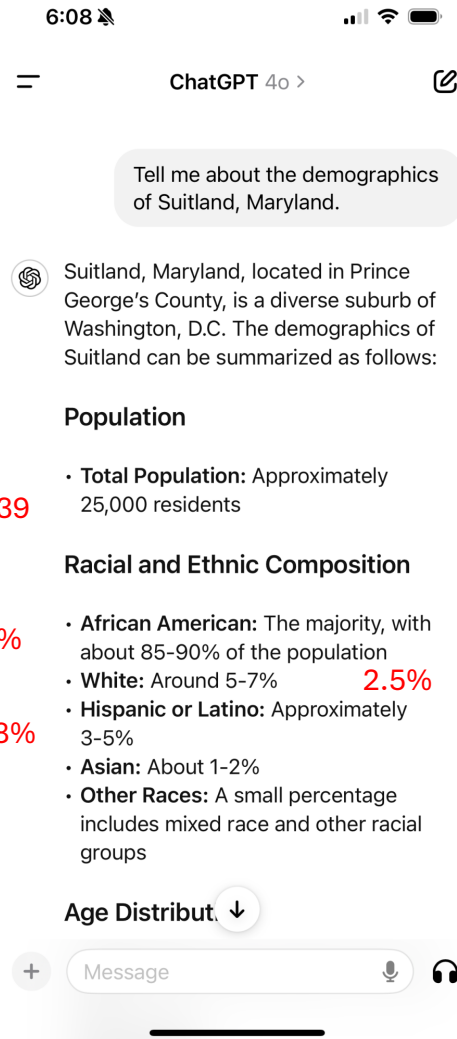 6:08
ChatGPT 4o >
Tell me about the demographics
of Suitland, Maryland.
Suitland, Maryland, located in Prince
George's County, is a diverse suburb of
Washington, D.C. The demographics of
Suitland can be summarized as follows:
Population
• Total Population: Approximately
39
25,000 residents
Racial and Ethnic Composition
• African American: The majority, with
%
about 85-90% of the population
• White: Around 5-7% 2.5%
• Hispanic or Latino: Approximately
3-5%
• Asian: About 1-2%
• Other Races: A small percentage
includes mixed race and other racial
groups
Age Distribut
Message